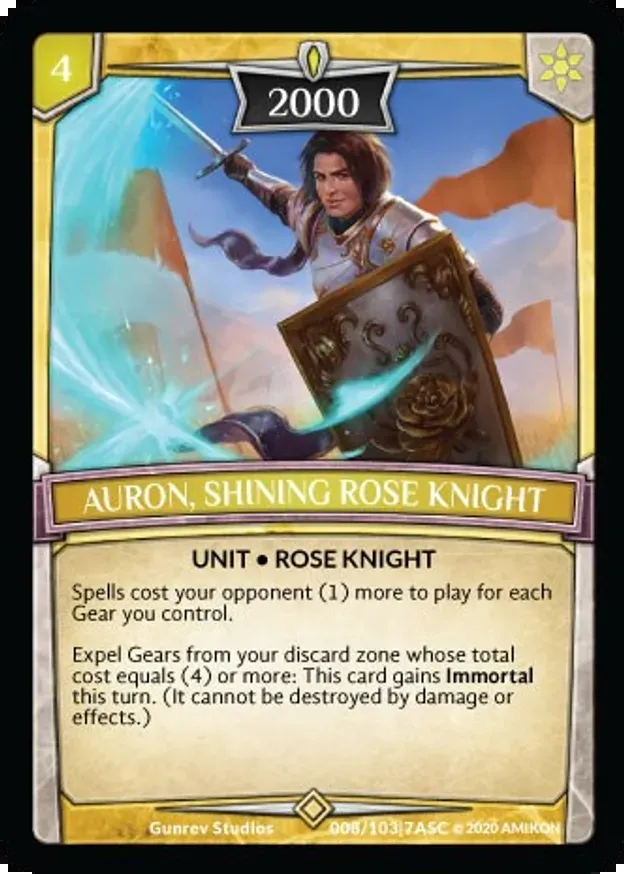 4
2000
AURON, SHINING ROSE KNIGHT
UNIT • ROSE KNIGHT
Spells cost your opponent (1) more to play for each
Gear you control.
Expel Gears from your discard zone whose total
cost equals (4) or more: This card gains Immortal
this turn. (It cannot be destroyed by damage or
effects.)
Gunrev Studios 008/103|7ASC © 2020 AMIKON